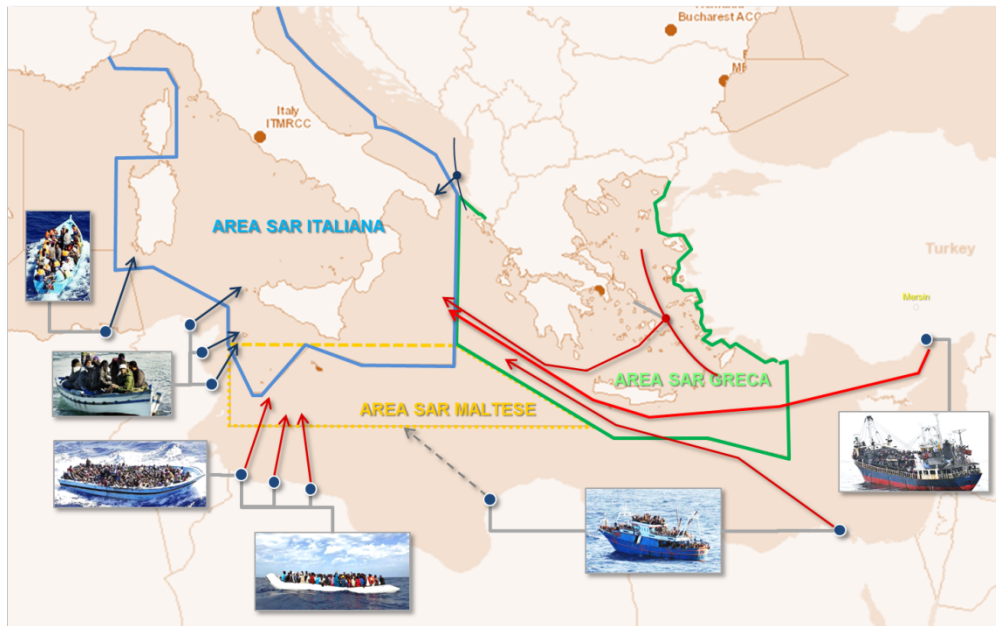 Bucharest ACC
Italy
ITMRCC
AREA SAR ITALIANA
Turkey
Mersin
AREA SAR GRECA
AREA SAR MALTESE